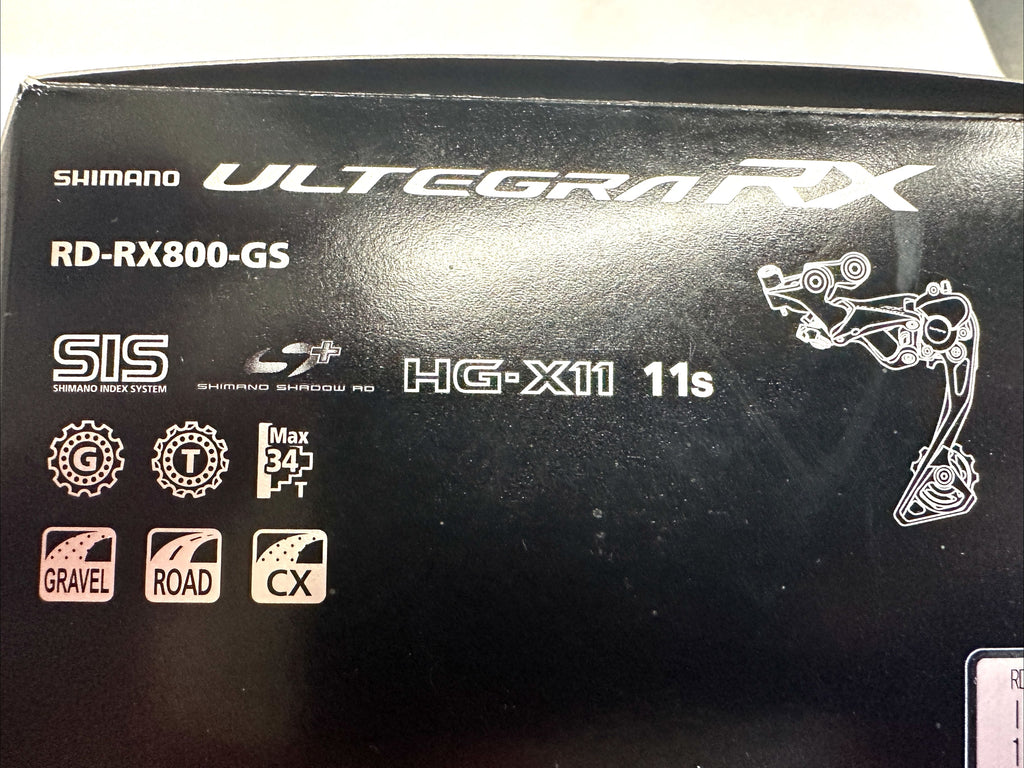 SHIMANO ULTEGRA RX
RD-RX800-GS
SIS
SHIMANO INDEX SYSTEM
SHIMANO SHADOW RD
HG-X11 11s
G
T
Max
34
T
GRAVEL
ROAD
CX